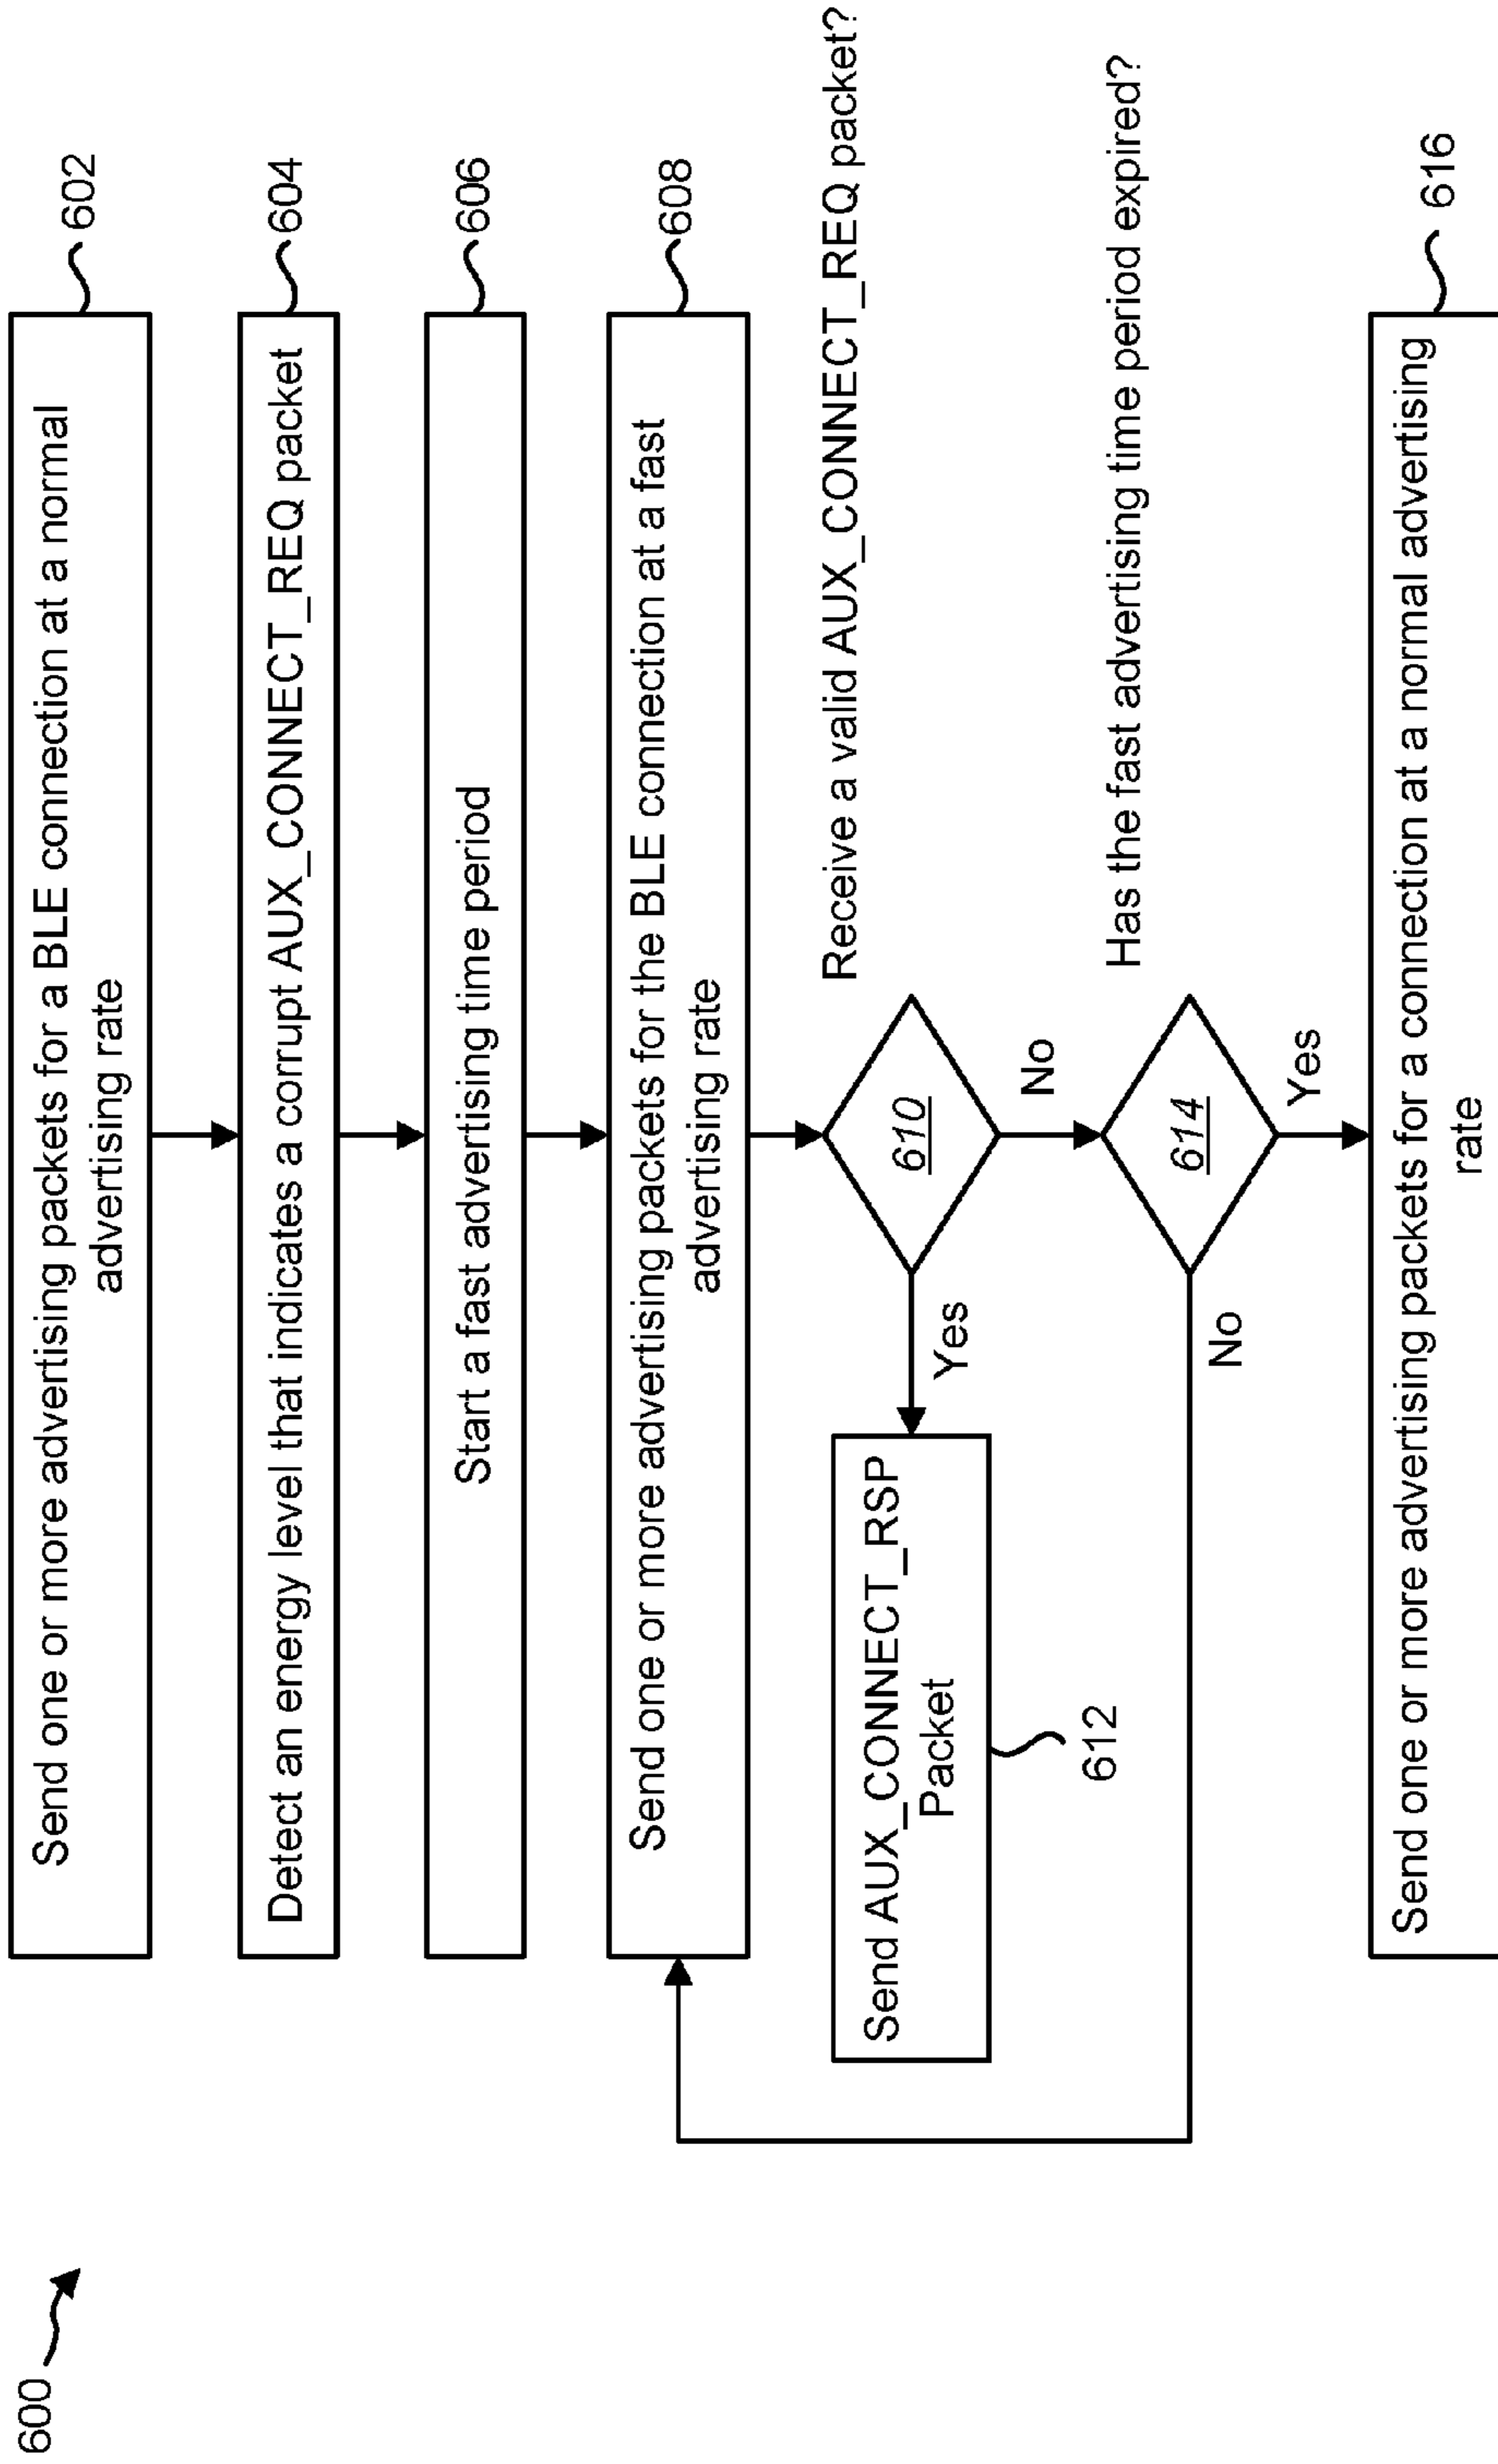 600
Send one or more advertising packets for a BLE connection at a normal
advertising rate
602
Detect an energy level that indicates a corrupt AUX_CONNECT_REQ packet
604
Start a fast advertising time period
606
Send one or more advertising packets for the BLE connection at a fast
advertising rate
608
Receive a valid AUX_CONNECT_REQ packet?
610
Yes
No
Send AUX_CONNECT_RSP
Packet
612
Has the fast advertising time period expired?
614
No
Yes
Send one or more advertising packets for a connection at a normal advertising
rate
616